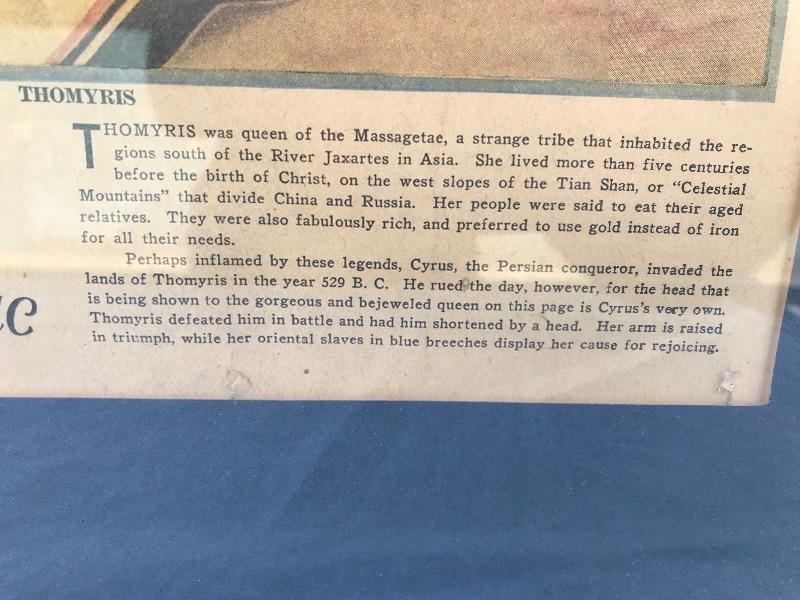 THOMYRIS
THOMYRIS was queen of the Massagetae, a strange tribe that inhabited the re-
gions south of the River Jaxartes in Asia. She lived more than five centuries
before the birth of Christ, on the west slopes of the Tian Shan, or “Celestial
Mountains” that divide China and Russia. Her people were said to eat their aged
relatives. They were also fabulously rich, and preferred to use gold instead of iron
for all their needs.
Perhaps inflamed by these legends, Cyrus, the Persian conqueror, invaded the
lands of Thomyris in the year 529 B. C. He rued the day, however, for the head that
is being shown to the gorgeous and bejeweled queen on this page is Cyrus's very own.
Thomyris defeated him in battle and had him shortened by a head. Her arm is raised
in triumph, while her oriental slaves in blue breeches display her cause for rejoicing.